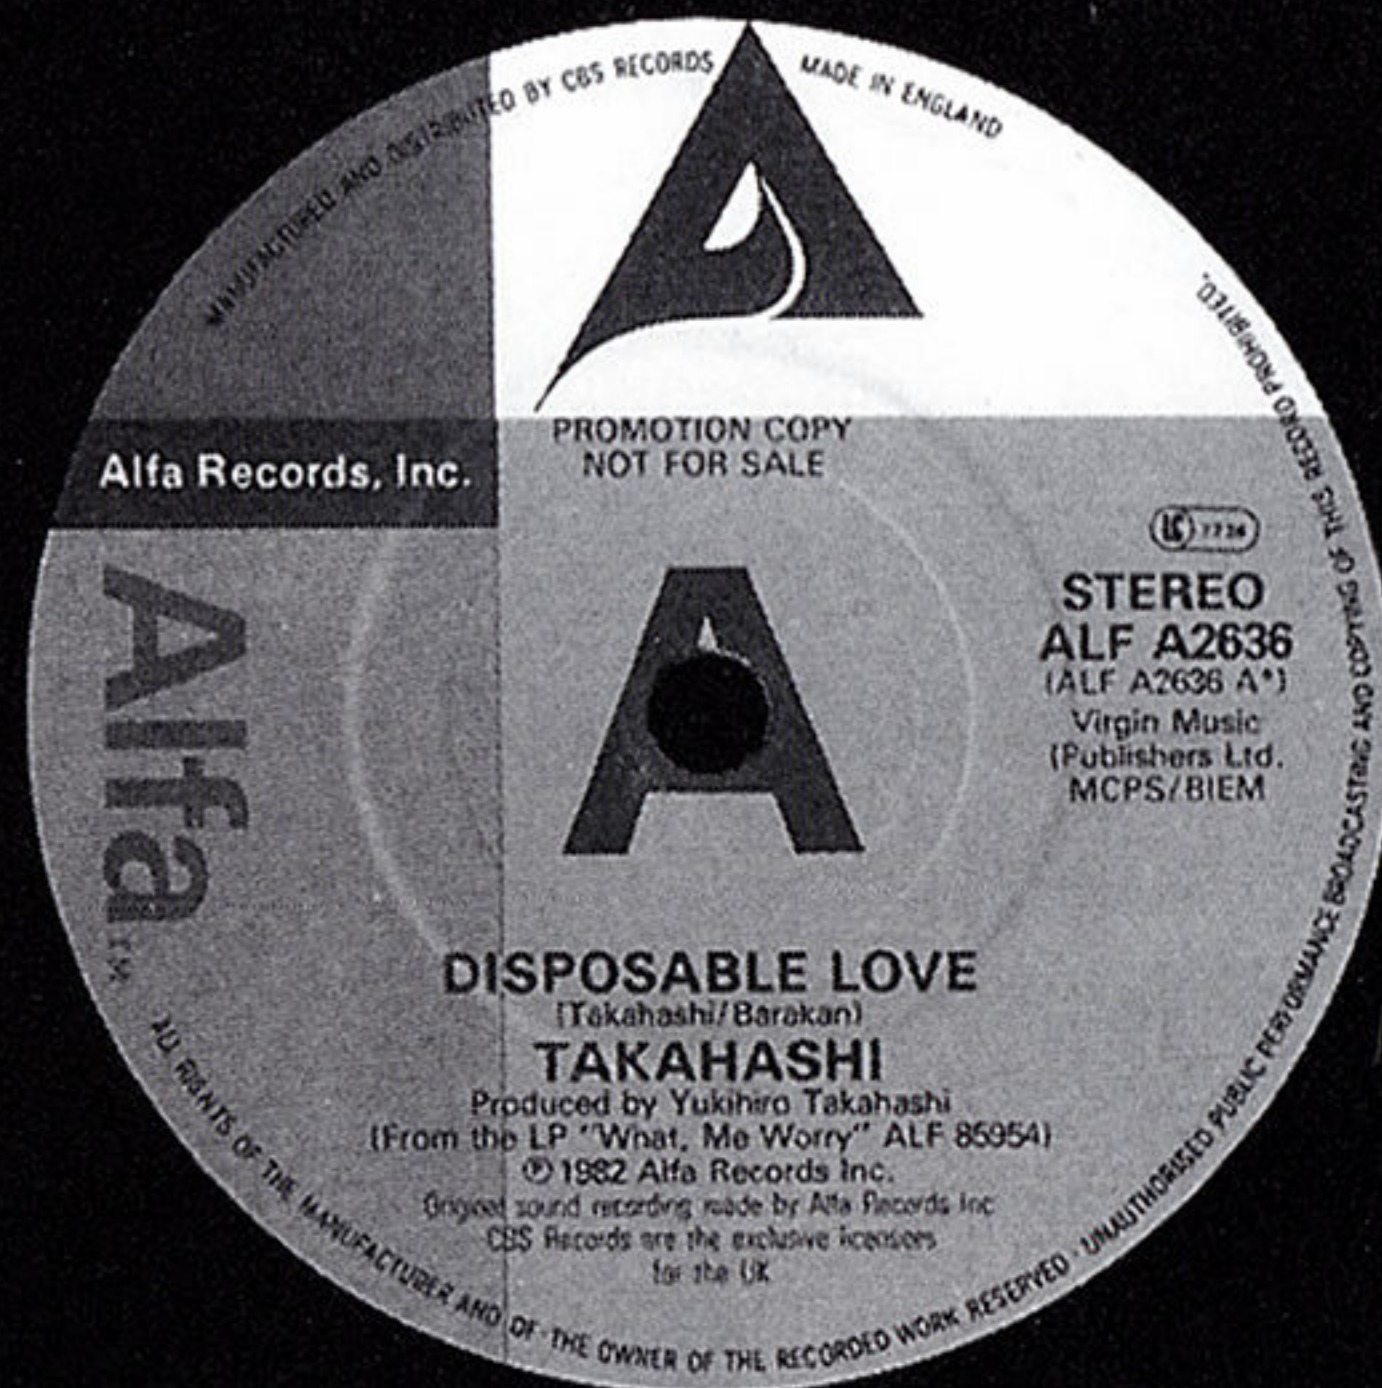 MANUFACTURED AND DISTRIBUTED BY CBS RECORDS
MADE IN ENGLAND
Alfa Records, Inc.
PROMOTION COPY
NOT FOR SALE
Alfa TM
A
LC 7736
STEREO
ALF A2636
(ALF A2636 A*)
Virgin Music
(Publishers Ltd.
MCPS/BIEM
DISPOSABLE LOVE
(Takahashi/Barakan)
TAKAHASHI
Produced by Yukihiro Takahashi
(From the LP "What, Me Worry" ALF 85954)
℗ 1982 Alfa Records Inc.
Original sound recording made by Alfa Records Inc
CBS Records are the exclusive licensees
for the UK
ALL RIGHTS OF THE MANUFACTURER AND OF THE OWNER OF THE RECORDED WORK RESERVED · UNAUTHORISED PUBLIC PERFORMANCE BROADCASTING AND COPYING OF THIS RECORD PROHIBITED.